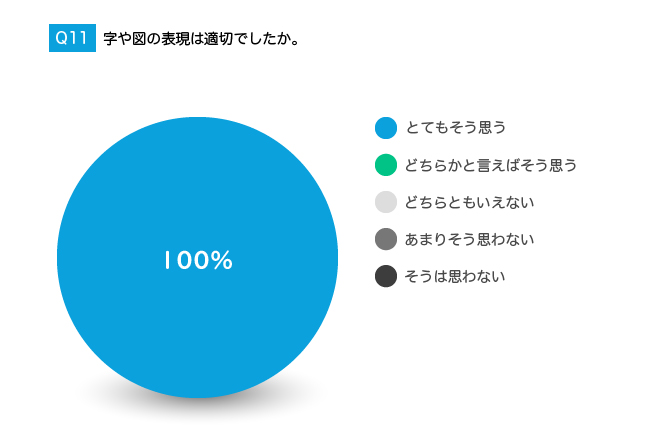 Q11 字や図の表現は適切でしたか。
とてもそう思う
どちらかと言えばそう思う
どちらともいえない
あまりそう思わない
そうは思わない
100%